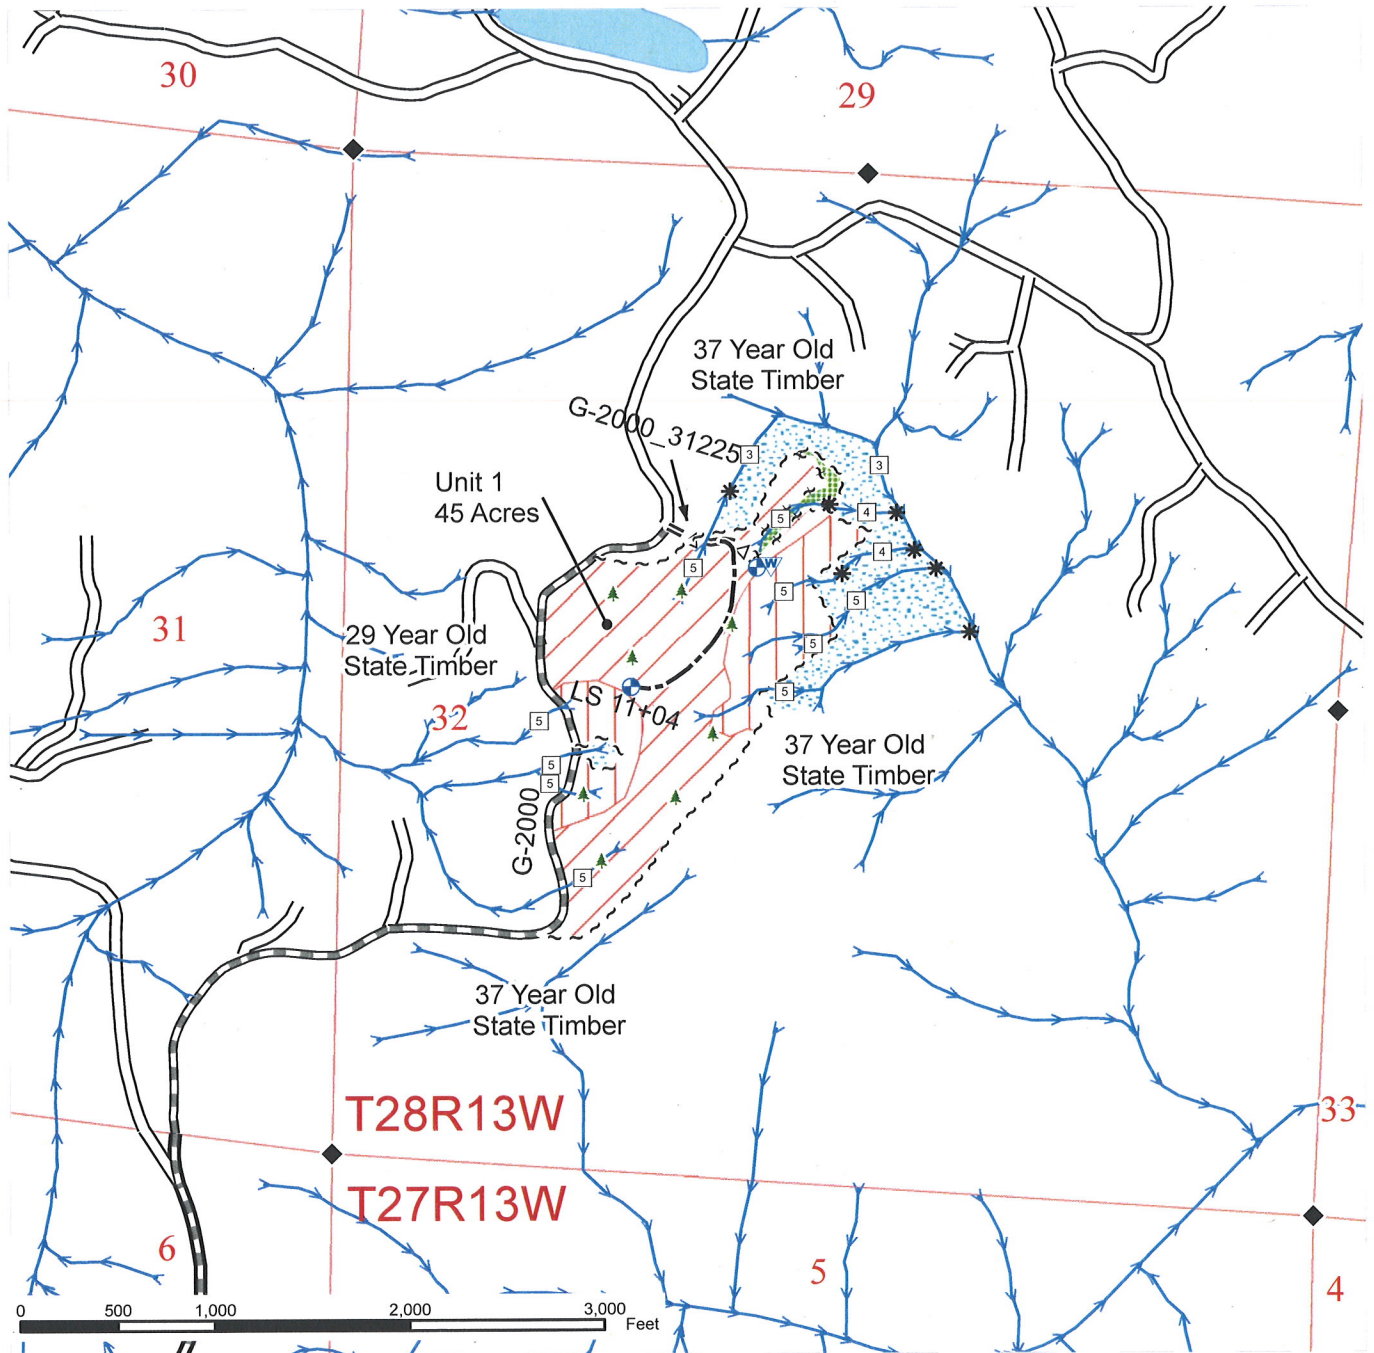 30
29
37 Year Old
State Timber
G-2000_31225
3
3
Unit 1
45 Acres
5
4
5
4
5
5
31
29 Year Old
State Timber
5
W
LS 11+04
5
32
5
5
5
37 Year Old
State Timber
G-2000
5
37 Year Old
State Timber
T28R13W
33
T27R13W
6
5
4
0 500 1,000 2,000 3,000
Feet